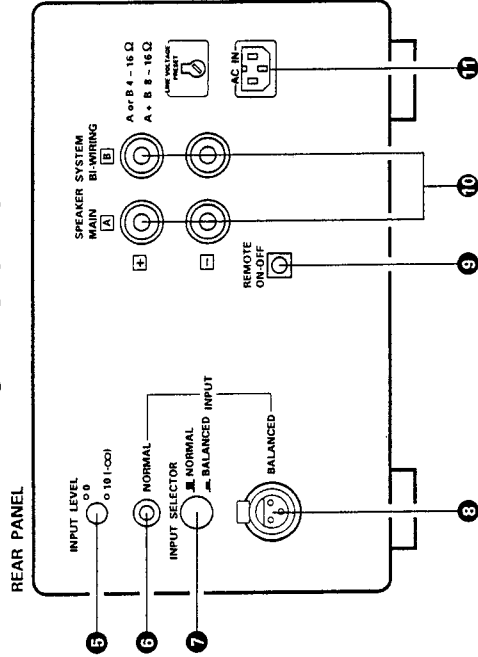 REAR PANEL
INPUT LEVEL
0
10 (-∞)
NORMAL
INPUT SELECTOR
NORMAL
BALANCED
INPUT
BALANCED
SPEAKER SYSTEM
MAIN
BI-WIRING
A
B
A or B 4 ~ 16 Ω
A + B 8 ~ 16 Ω
+
−
LINE VOLTAGE
PRESET
REMOTE
ON-OFF
AC IN
5
6
7
8
9
10
11